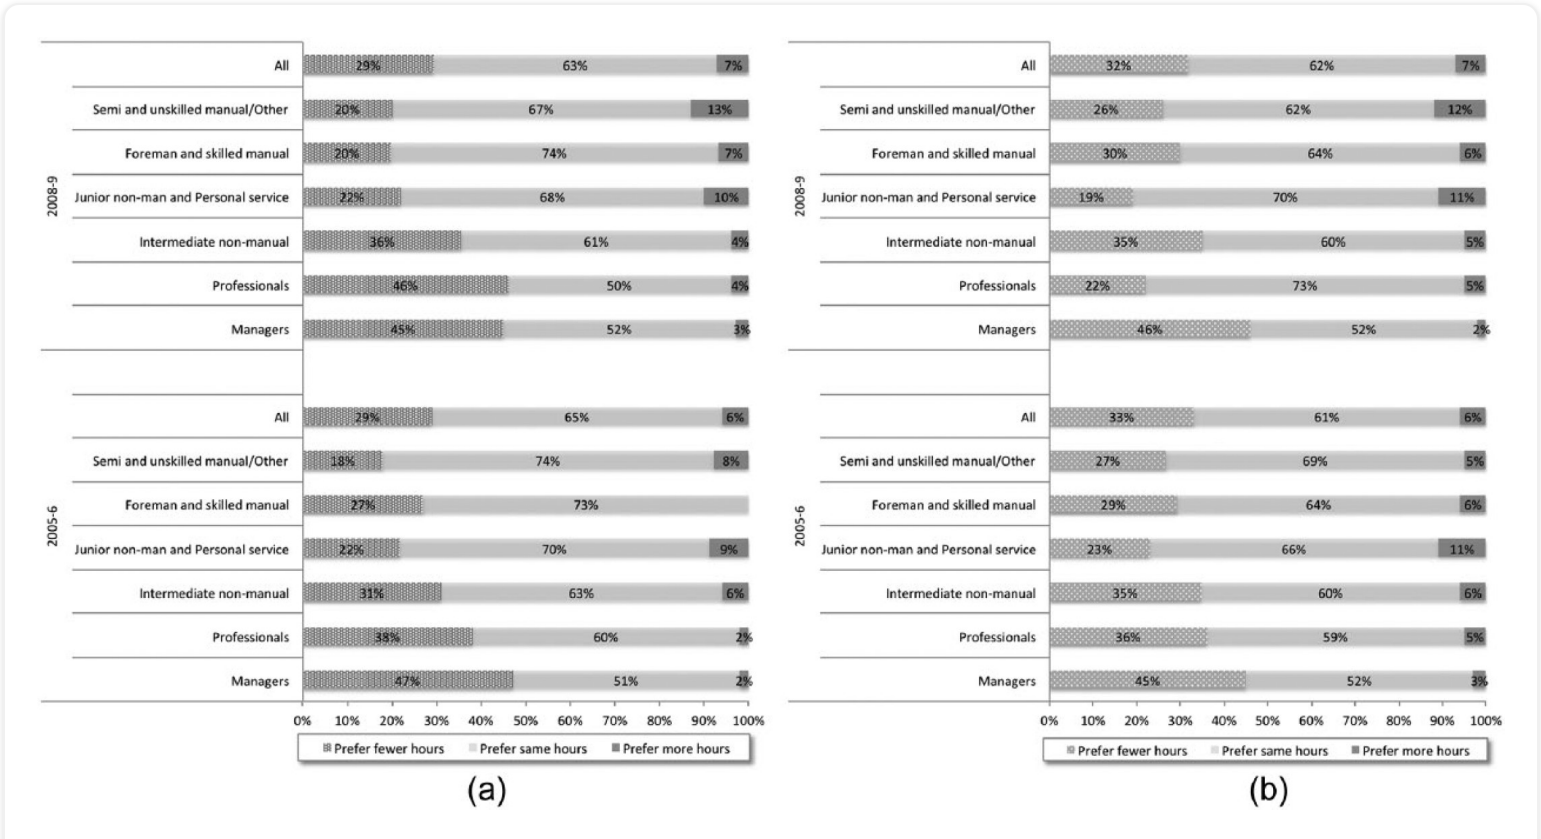 2008-9
All 29% 63% 7%
Semi and unskilled manual/Other 20% 67% 13%
Foreman and skilled manual 20% 74% 7%
Junior non-man and Personal service 22% 68% 10%
Intermediate non-manual 36% 61% 4%
Professionals 46% 50% 4%
Managers 45% 52% 3%
2005-6
All 29% 65% 6%
Semi and unskilled manual/Other 18% 74% 8%
Foreman and skilled manual 27% 73%
Junior non-man and Personal service 22% 70% 9%
Intermediate non-manual 31% 63% 6%
Professionals 38% 60% 2%
Managers 47% 51% 2%
0% 10% 20% 30% 40% 50% 60% 70% 80% 90% 100%
Prefer fewer hours Prefer same hours Prefer more hours
(a)
2008-9
All 32% 62% 7%
Semi and unskilled manual/Other 26% 62% 12%
Foreman and skilled manual 30% 64% 6%
Junior non-man and Personal service 19% 70% 11%
Intermediate non-manual 35% 60% 5%
Professionals 22% 73% 5%
Managers 46% 52% 2%
2005-6
All 33% 61% 6%
Semi and unskilled manual/Other 27% 69% 5%
Foreman and skilled manual 29% 64% 6%
Junior non-man and Personal service 23% 66% 11%
Intermediate non-manual 35% 60% 6%
Professionals 36% 59% 5%
Managers 45% 52% 3%
0% 10% 20% 30% 40% 50% 60% 70% 80% 90% 100%
Prefer fewer hours Prefer same hours Prefer more hours
(b)